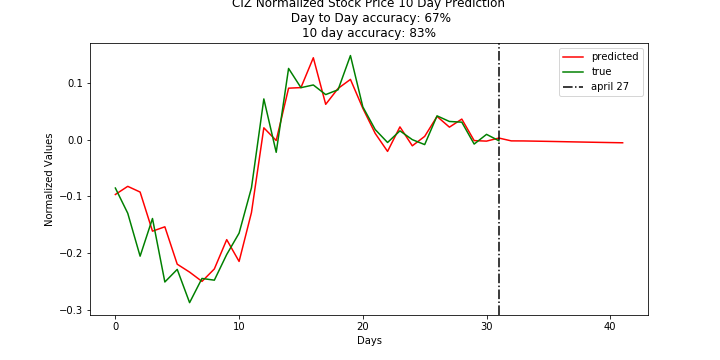 CIZ Normalized Stock Price 10 Day Prediction
Day to Day accuracy: 67%
10 day accuracy: 83%
predicted
true
april 27
Normalized Values
0.1
0.0
−0.1
−0.2
−0.3
0
10
20
30
40
Days